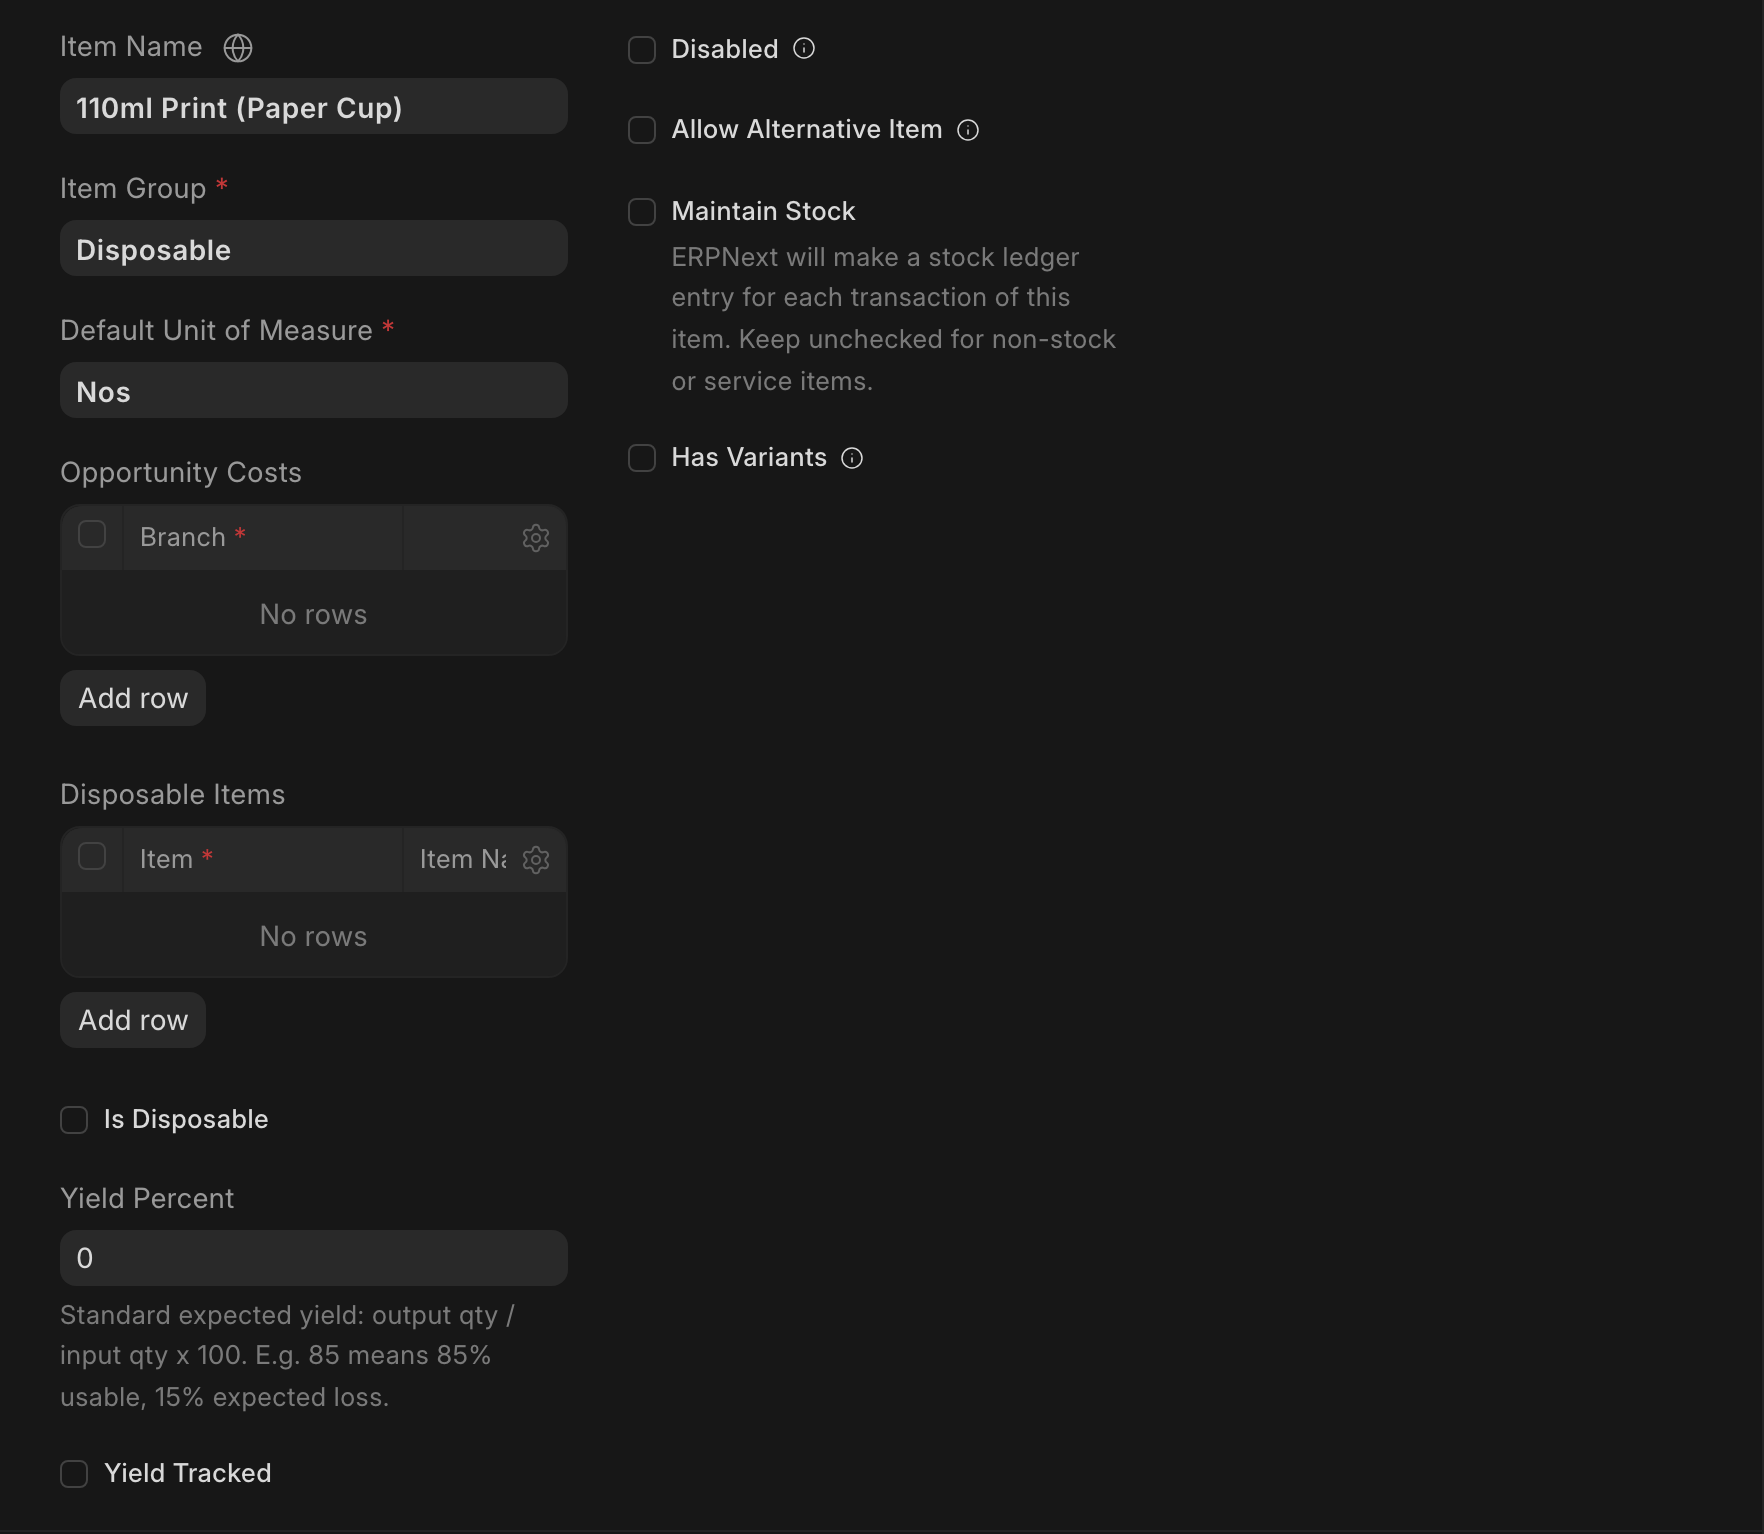 Item Name
110ml Print (Paper Cup)
Item Group *
Disposable
Default Unit of Measure *
Nos
Opportunity Costs
Branch *
No rows
Add row
Disposable Items
Item * Item Na
No rows
Add row
Is Disposable
Yield Percent
0
Standard expected yield: output qty /
input qty x 100. E.g. 85 means 85%
usable, 15% expected loss.
Yield Tracked
Disabled
Allow Alternative Item
Maintain Stock
ERPNext will make a stock ledger
entry for each transaction of this
item. Keep unchecked for non-stock
or service items.
Has Variants